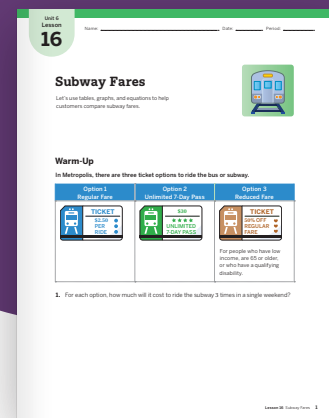 Unit 6
Lesson
16
Name:
Date:
Period:
Subway Fares
Let's use tables, graphs, and equations to help
customers compare subway fares.
Warm-Up
In Metropolis, there are three ticket options to ride the bus or subway.
Option 1
Regular Fare
Option 2
Unlimited 7-Day Pass
Option 3
Reduced Fare
TICKET
$2.50
PER
RIDE
$30
UNLIMITED
7-DAY PASS
TICKET
50% OFF
REGULAR
FARE
For people who have low
income, are 65 or older,
or who have a qualifying
disability.
1. For each option, how much will it cost to ride the subway 3 times in a single weekend?
Lesson 16 Subway Fares 1